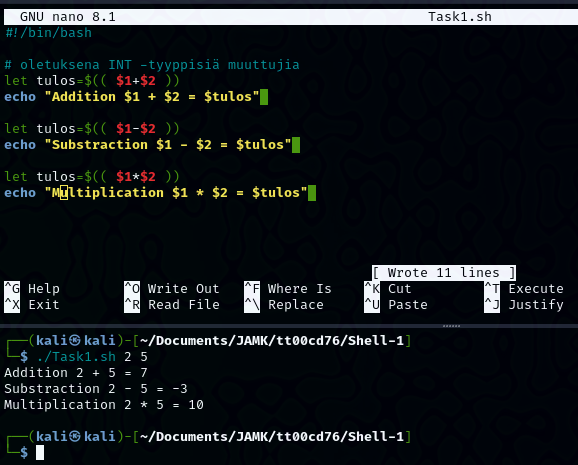 GNU nano 8.1 Task1.sh
#!/bin/bash
# oletuksena INT -tyyppisiä muuttujia
let tulos=$(( $1+$2 ))
echo "Addition $1 + $2 = $tulos"
let tulos=$(( $1-$2 ))
echo "Substraction $1 - $2 = $tulos"
let tulos=$(( $1*$2 ))
echo "Multiplication $1 * $2 = $tulos"
[ Wrote 11 lines ]
^G Help ^O Write Out ^F Where Is ^K Cut ^T Execute
^X Exit ^R Read File ^\ Replace ^U Paste ^J Justify
┌──(kali㉿kali)-[~/Documents/JAMK/tt00cd76/Shell-1]
└─$ ./Task1.sh 2 5
Addition 2 + 5 = 7
Substraction 2 - 5 = -3
Multiplication 2 * 5 = 10
┌──(kali㉿kali)-[~/Documents/JAMK/tt00cd76/Shell-1]
└─$